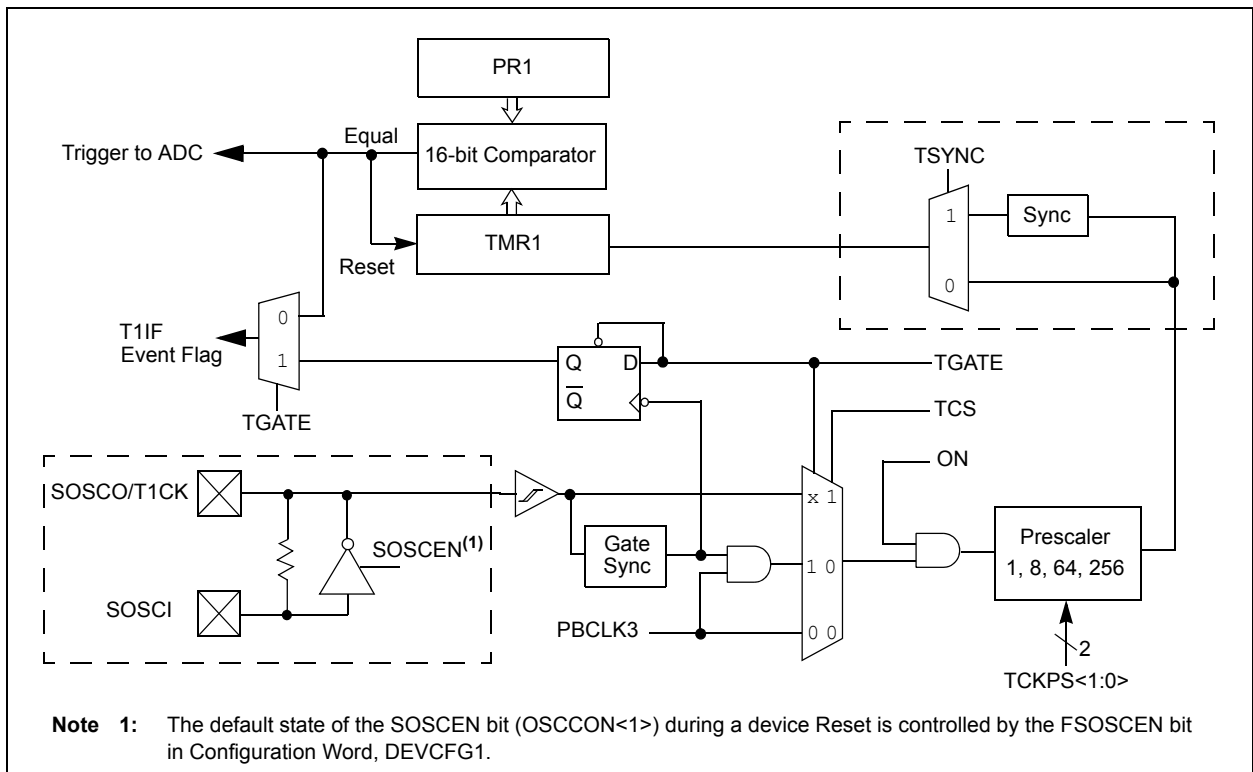 PR1
Equal
Trigger to ADC
16-bit Comparator
TSYNC
1
Sync
TMR1
Reset
0
0
T1IF
Event Flag
1
Q
D
Q̅
TGATE
TGATE
TCS
ON
SOSCO/T1CK
x 1
Prescaler
1, 8, 64, 256
SOSCEN(1)
Gate
Sync
1 0
SOSCI
PBCLK3
0 0
2
TCKPS<1:0>
Note 1: The default state of the SOSCEN bit (OSCCON<1>) during a device Reset is controlled by the FSOSCEN bit
in Configuration Word, DEVCFG1.